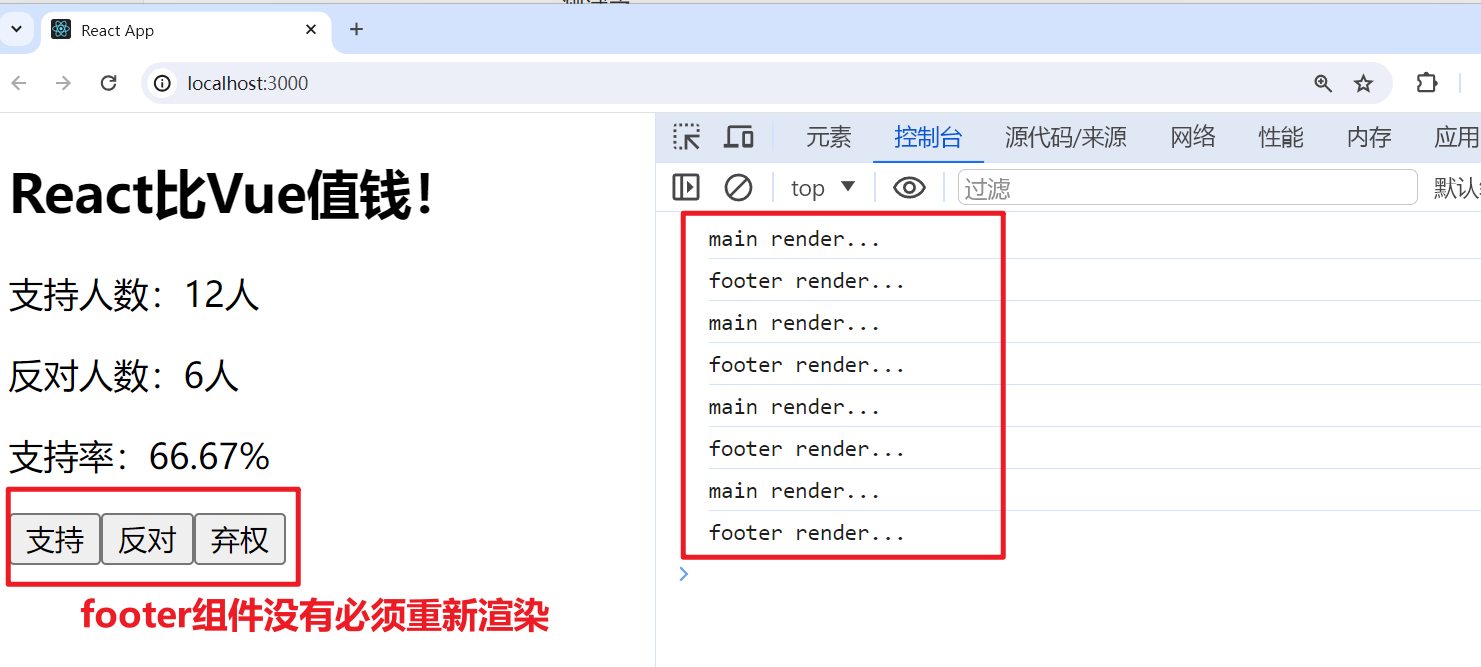 React App
localhost:3000
React比Vue值钱！
支持人数：12人
反对人数：6人
支持率：66.67%
支持 反对 弃权
footer组件没有必须重新渲染
元素 控制台 源代码/来源 网络 性能 内存 应用
top 过滤 默认
main render...
footer render...
main render...
footer render...
main render...
footer render...
main render...
footer render...